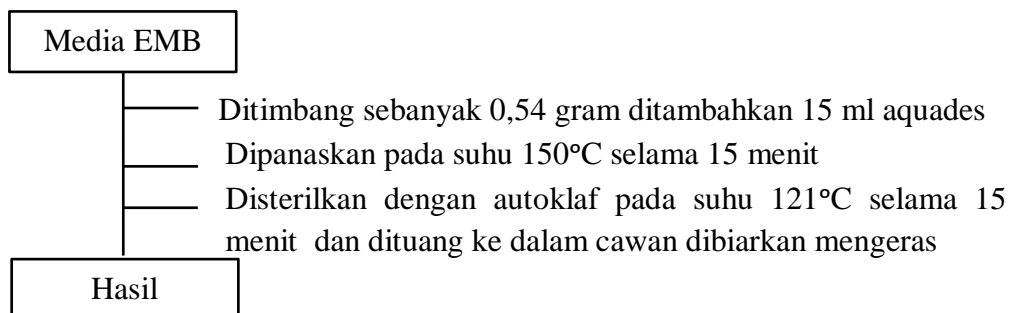 Media EMB
Ditimbang sebanyak 0,54 gram ditambahkan 15 ml aquades
Dipanaskan pada suhu 150°C selama 15 menit
Disterilkan dengan autoklaf pada suhu 121°C selama 15
menit dan dituang ke dalam cawan dibiarkan mengeras
Hasil